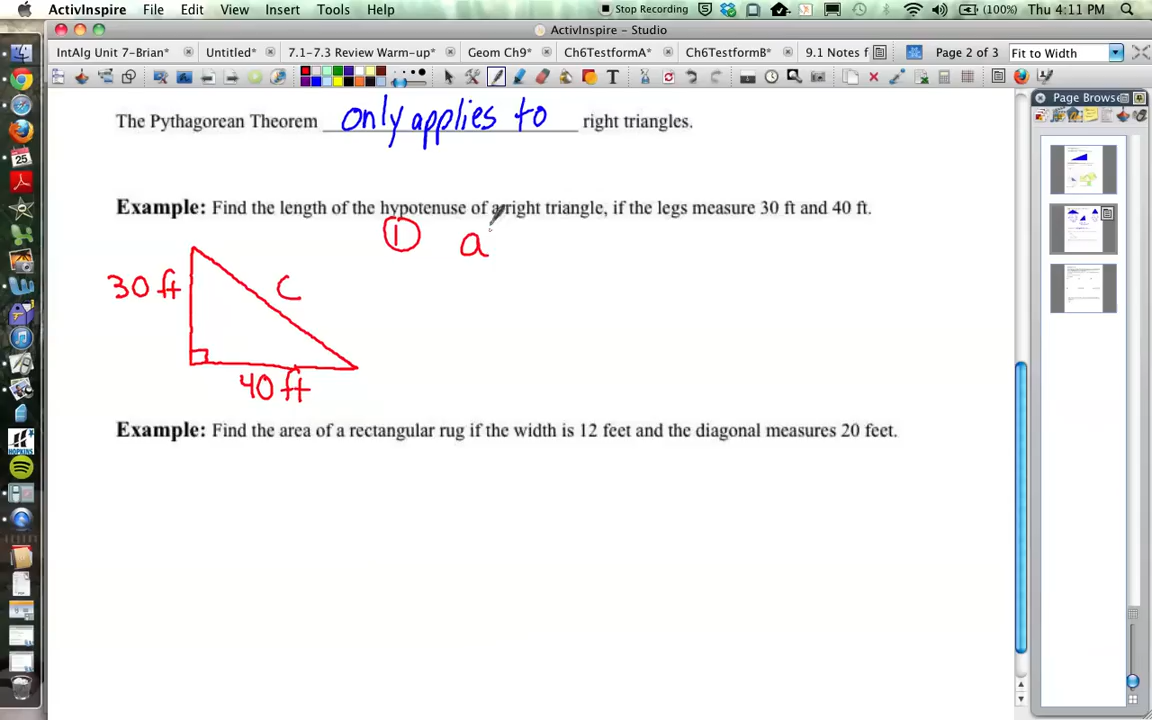 ActivInspire File Edit View Insert Tools Help Stop Recording (100%) Thu 4:11 PM
ActivInspire - Studio
IntAlg Unit 7-Brian* Untitled* 7.1-7.3 Review Warm-up* Geom Ch9* Ch6TestformA* Ch6TestformB* 9.1 Notes f Page 2 of 3 Fit to Width
Page Brows
The Pythagorean Theorem only applies to right triangles.
Example: Find the length of the hypotenuse of a right triangle, if the legs measure 30 ft and 40 ft.
① a
30 ft c
40 ft
Example: Find the area of a rectangular rug if the width is 12 feet and the diagonal measures 20 feet.